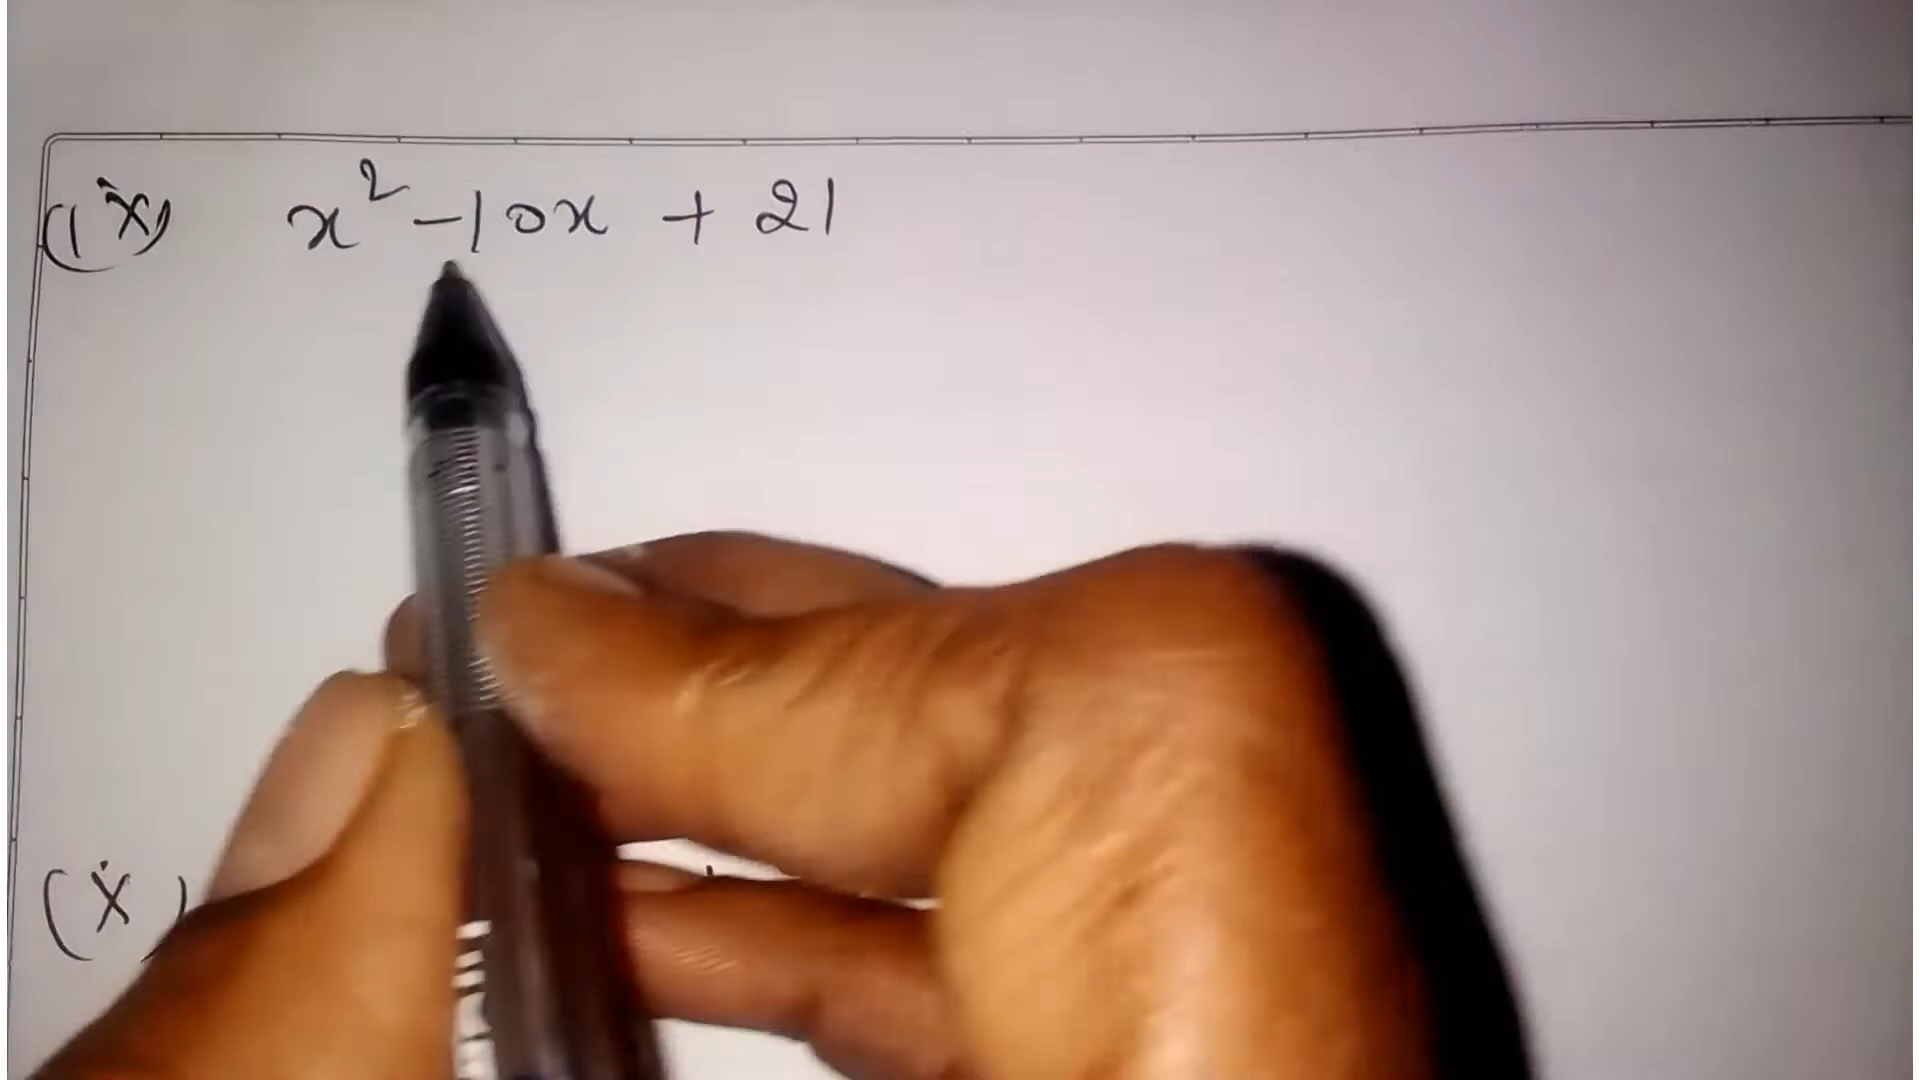 (ix) x² -10x + 21
(x)